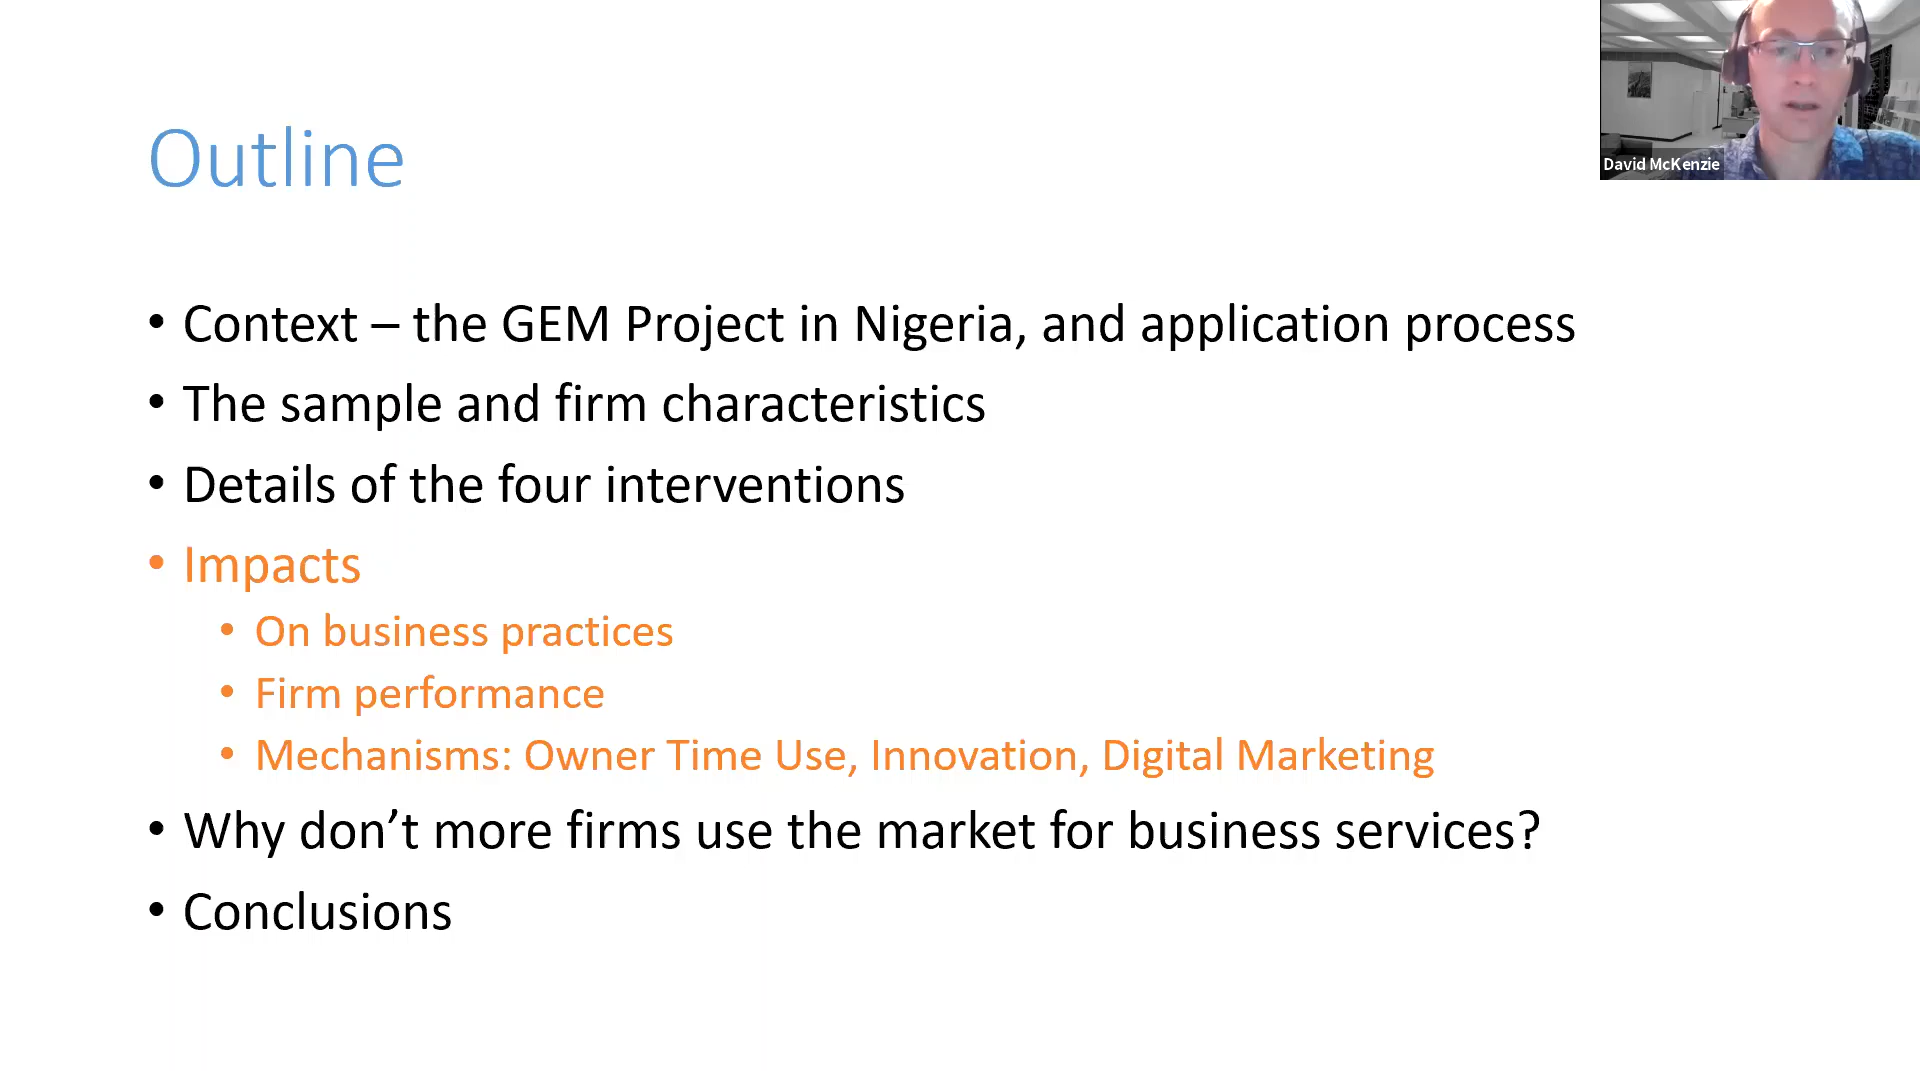 Outline
David McKenzie
• Context – the GEM Project in Nigeria, and application process
• The sample and firm characteristics
• Details of the four interventions
• Impacts
• On business practices
• Firm performance
• Mechanisms: Owner Time Use, Innovation, Digital Marketing
• Why don’t more firms use the market for business services?
• Conclusions